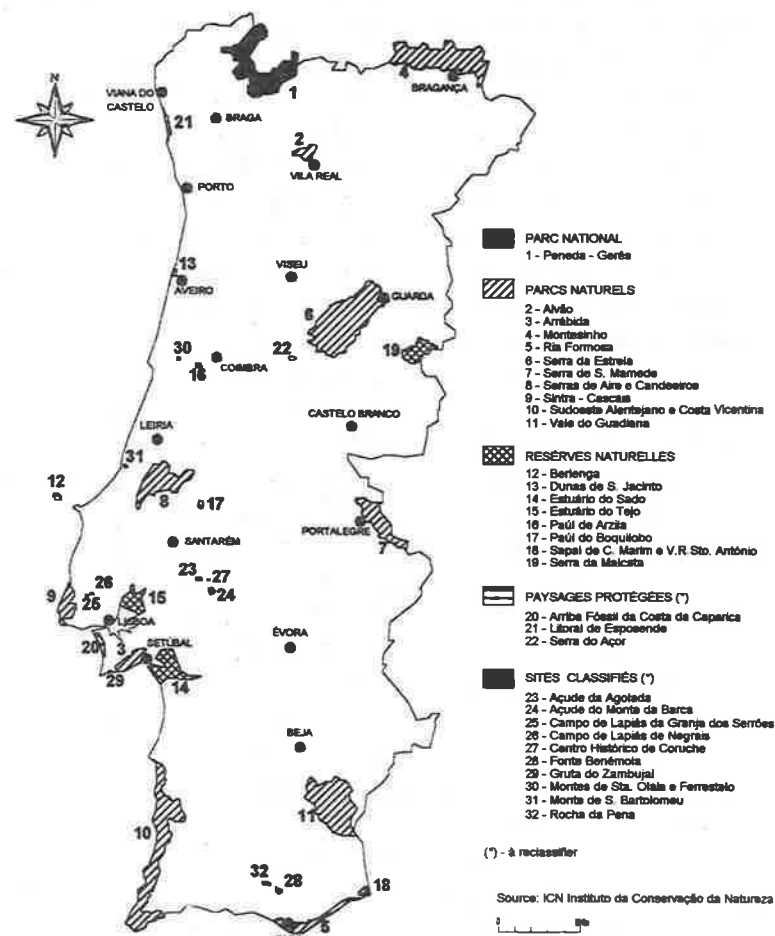 N
VIANA DO
CASTELO
BRAGA
21
1
4
BRAGANÇA
2
VILA REAL
PORTO
13
AVEIRO
VISEU
6
GUARDA
30
16
COIMBRA
22
19
CASTELO BRANCO
LEIRIA
31
12
8
17
PORTALEGRE
7
SANTARÉM
23
27
24
9
26
25
15
LISBOA
20
3
SETÚBAL
29
14
ÉVORA
BEJA
10
11
32
28
18
5
PARC NATIONAL
1 - Peneda - Gerês
PARCS NATURELS
2 - Alvão
3 - Arrábida
4 - Montesinho
5 - Ria Formosa
6 - Serra da Estrela
7 - Serra de S. Mamede
8 - Serras de Aire e Candeeiros
9 - Sintra - Cascais
10 - Sudoeste Alentejano e Costa Vicentina
11 - Vale do Guadiana
RESÉRVES NATURELLES
12 - Berlenga
13 - Dunas de S. Jacinto
14 - Estuário do Sado
15 - Estuário do Tejo
16 - Paúl de Arzila
17 - Paúl do Boquilobo
18 - Sapal de C. Marim e V.R.Sto. António
19 - Serra da Malcata
PAYSAGES PROTÉGÉES (*)
20 - Arriba Fóssil da Costa da Caparica
21 - Litoral de Esposende
22 - Serra do Açor
SITES CLASSIFIÉS (*)
23 - Açude da Agolada
24 - Açude do Monte da Barca
25 - Campo de Lapiás da Granja dos Serrões
26 - Campo de Lapiás de Negrais
27 - Centro Histórico de Coruche
28 - Fonte Benémola
29 - Gruta do Zambujal
30 - Montes de Sta. Olaia e Ferrestelo
31 - Monte de S. Bartolomeu
32 - Rocha da Pena
(*) - à reclassifier
Source: ICN Instituto da Conservação da Natureza